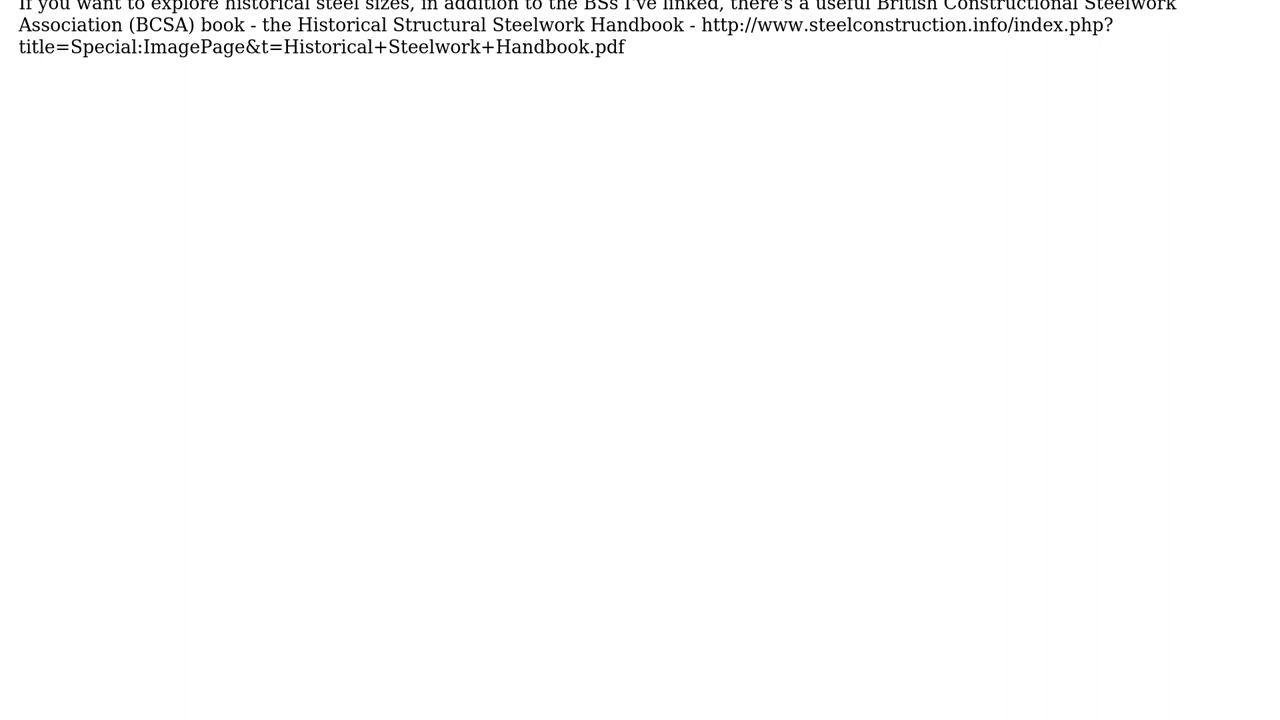 If you want to explore historical steel sizes, in addition to the BSs I've linked, there's a useful British Constructional Steelwork
Association (BCSA) book - the Historical Structural Steelwork Handbook - http://www.steelconstruction.info/index.php?
title=Special:ImagePage&t=Historical+Steelwork+Handbook.pdf